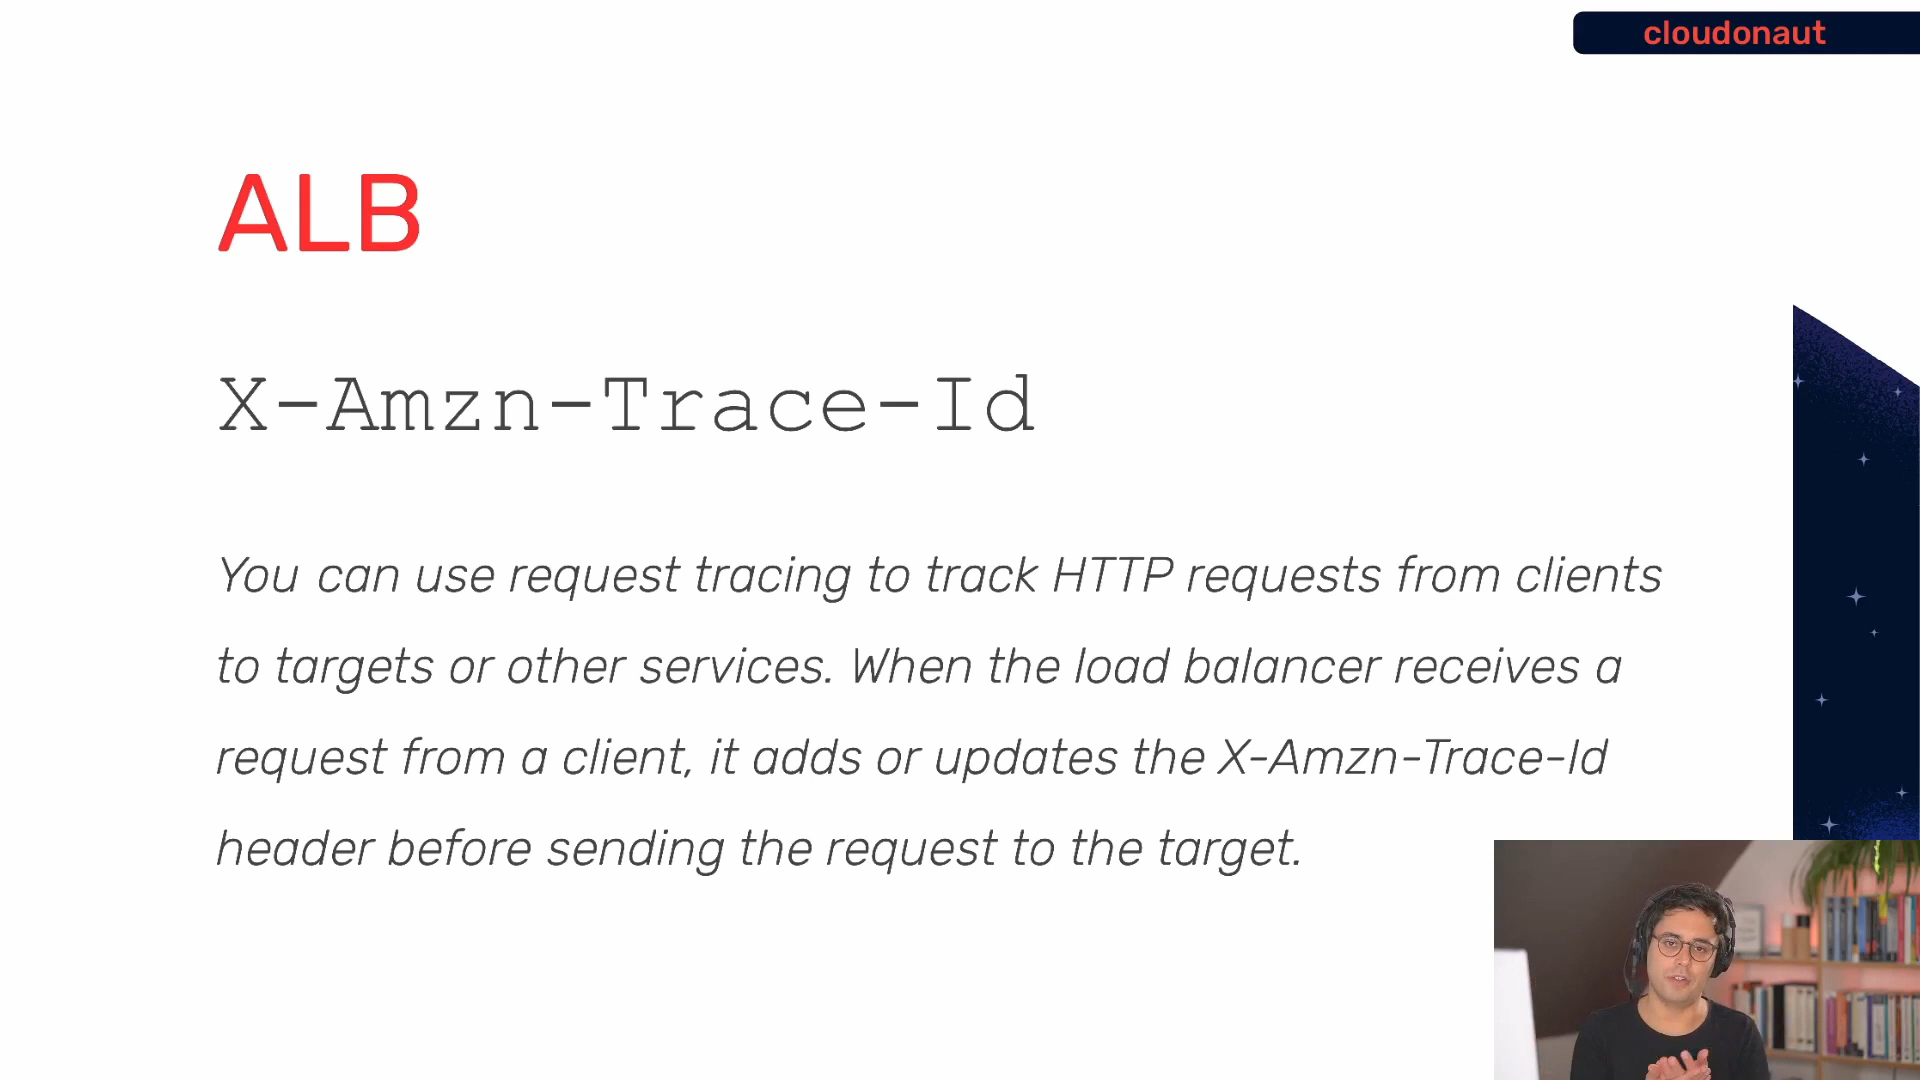 cloudonaut
ALB
X-Amzn-Trace-Id
You can use request tracing to track HTTP requests from clients
to targets or other services. When the load balancer receives a
request from a client, it adds or updates the X-Amzn-Trace-Id
header before sending the request to the target.